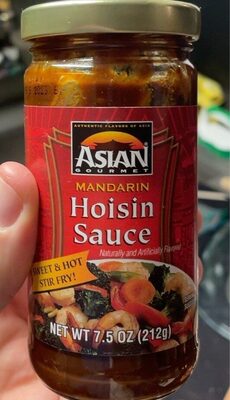 AUTHENTIC FLAVORS OF ASIA
ASIAN
GOURMET
MANDARIN
Hoisin
Sauce
Naturally and Artificially Flavored
SWEET & HOT
STIR FRY!
NET WT 7.5 OZ (212g)